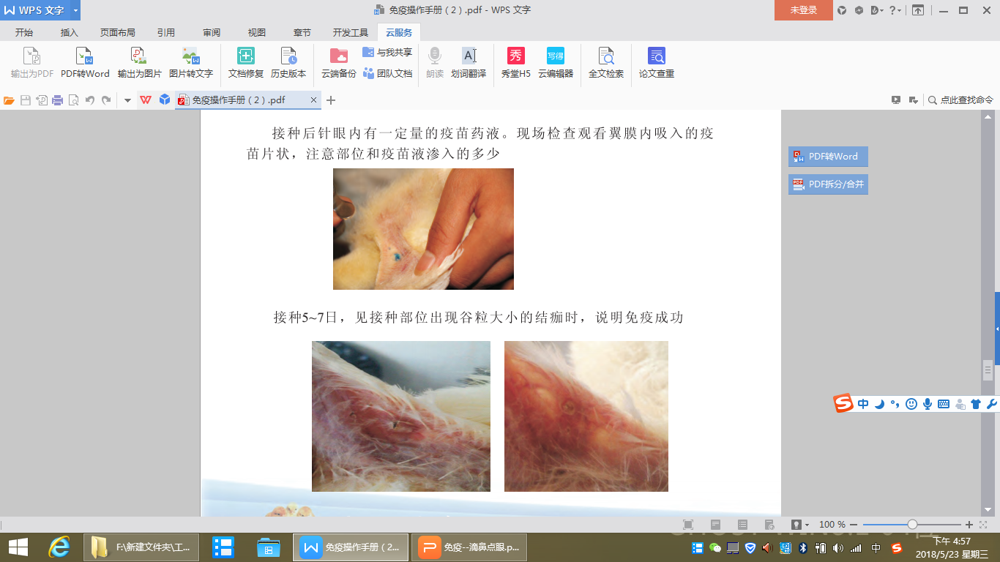 WPS 文字
免疫操作手册（2）.pdf - WPS 文字
未登录
开始 插入 页面布局 引用 审阅 视图 章节 开发工具 云服务
输出为PDF PDF转Word 输出为图片 图片转文字 文档修复 历史版本 云端备份 与我共享 团队文档 朗读 划词翻译 秀堂H5 云编辑器 全文检索 论文查重
秀 写得
免疫操作手册（2）.pdf
点此查找命令
接种后针眼内有一定量的疫苗药液。现场检查观看翼膜内吸入的疫
苗片状，注意部位和疫苗液渗入的多少
PDF转Word
PDF拆分/合并
接种5~7日，见接种部位出现谷粒大小的结痂时，说明免疫成功
中
100 %
F:\新建文件夹\工...
免疫操作手册（2...
免疫--滴鼻点眼.p...
中
下午 4:57
2018/5/23 星期三